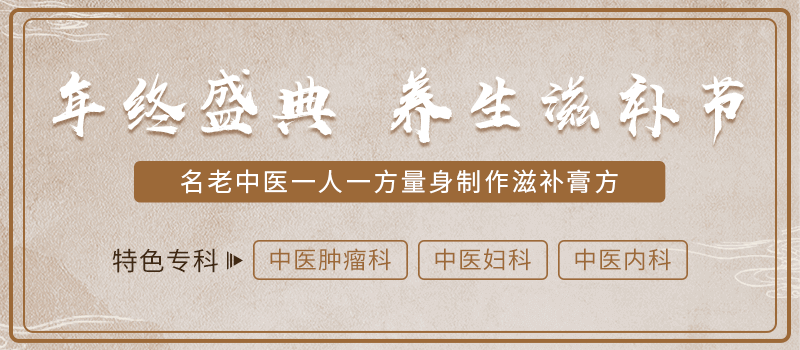 年终盛典 养生滋补节
名老中医一人一方量身制作滋补膏方
特色专科 中医肿瘤科 中医妇科 中医内科